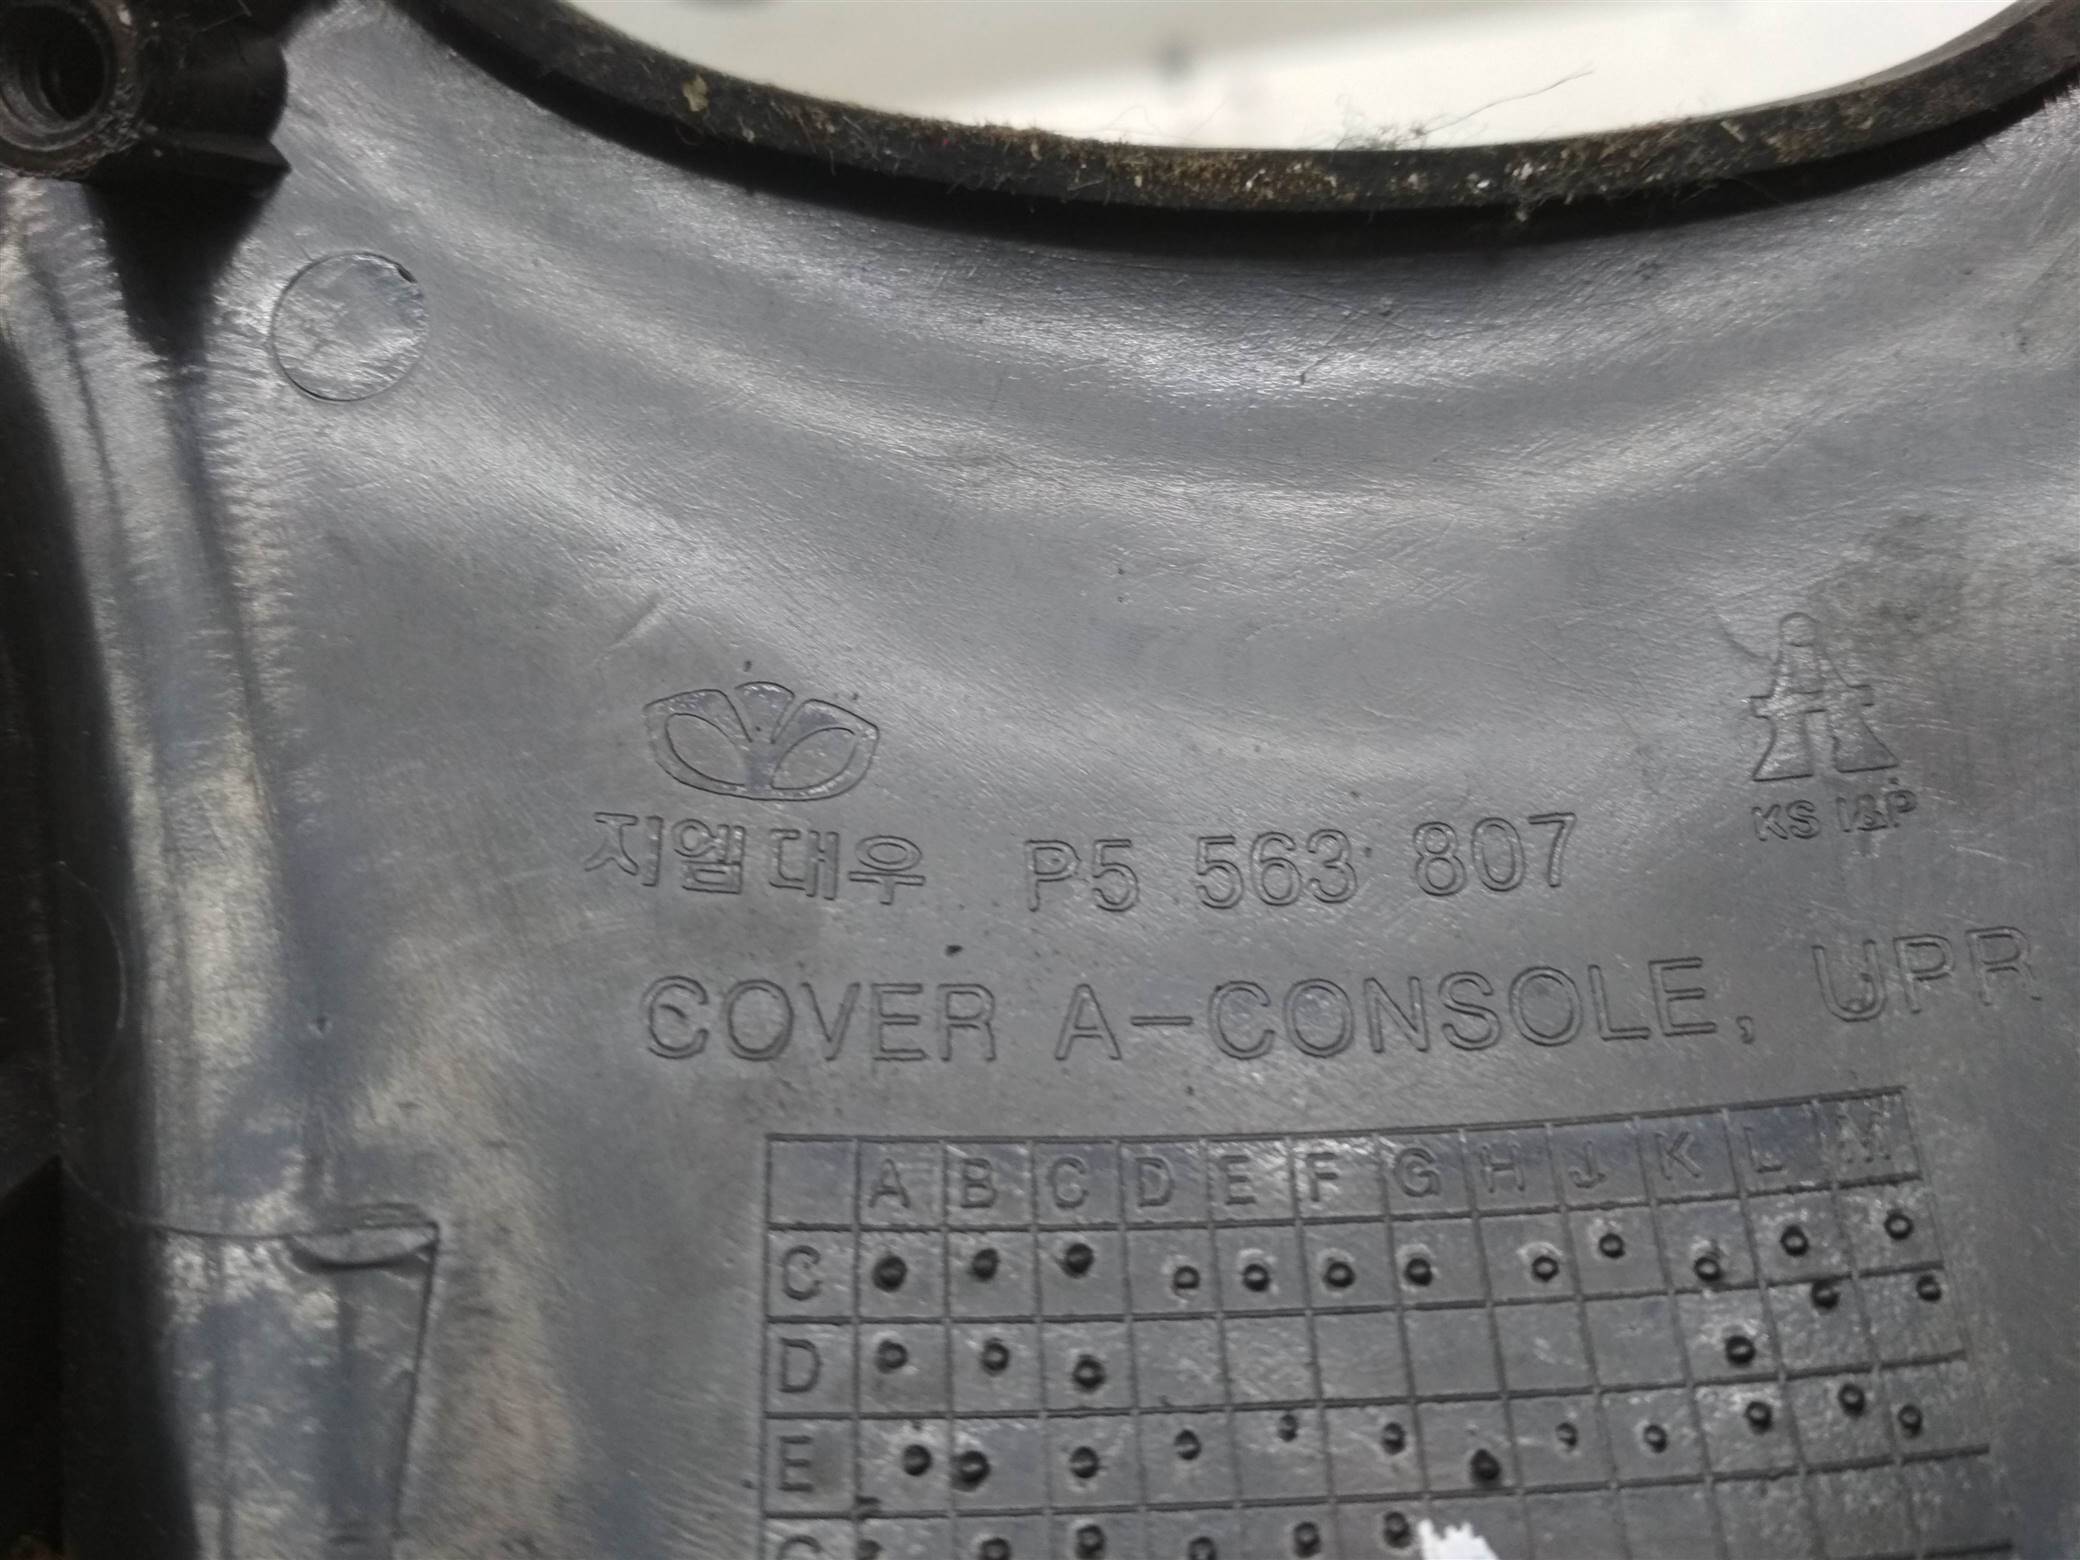 지엠대우 P5 563 807
KS I&P
COVER A-CONSOLE, UPR
A B C D E F G H J K L M
C
D
E